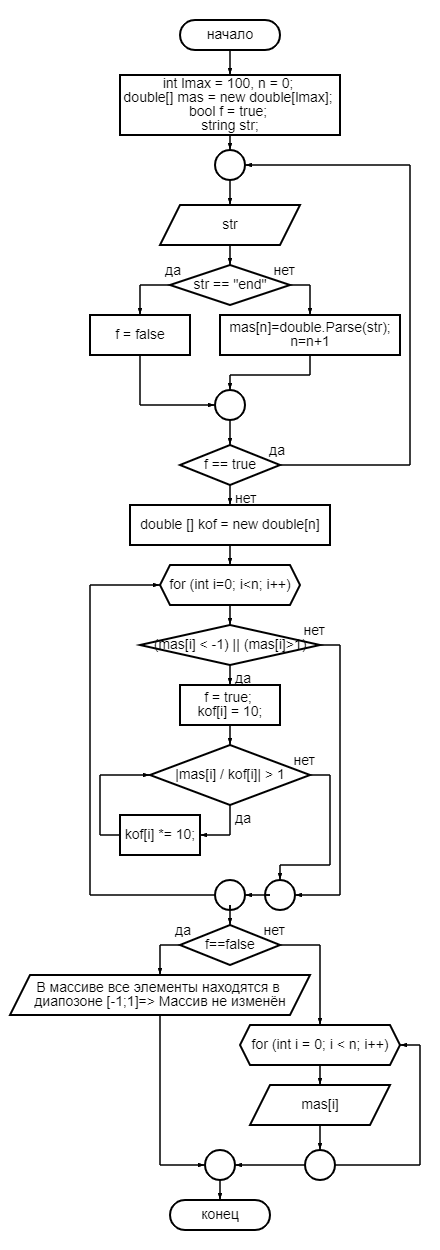 начало
int lmax = 100, n = 0;
double[] mas = new double[lmax];
bool f = true;
string str;
str
да
нет
str == "end"
f = false
mas[n]=double.Parse(str);
n=n+1
да
f == true
нет
double [] kof = new double[n]
for (int i=0; i<n; i++)
нет
(mas[i] < -1) || (mas[i]>1)
да
f = true;
kof[i] = 10;
нет
|mas[i] / kof[i]| > 1
да
kof[i] *= 10;
да
нет
f==false
В массиве все элементы находятся в
диапозоне [-1;1]=> Массив не изменён
for (int i = 0; i < n; i++)
mas[i]
конец